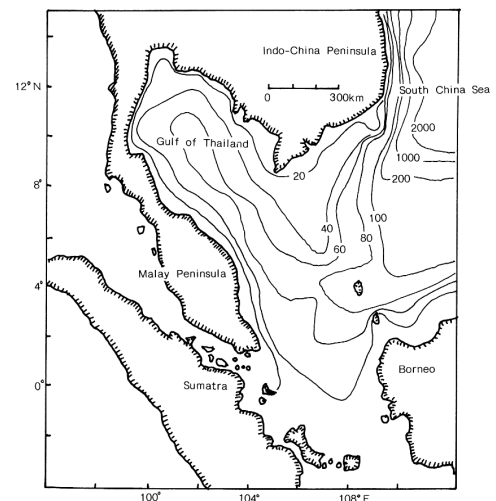 Indo-China Peninsula
0 300km
South China Sea
12°N
2000
Gulf of Thailand
1000
20
200
8°
100
40
80
60
Malay Peninsula
4°
Borneo
Sumatra
0°
100° 104° 108°E